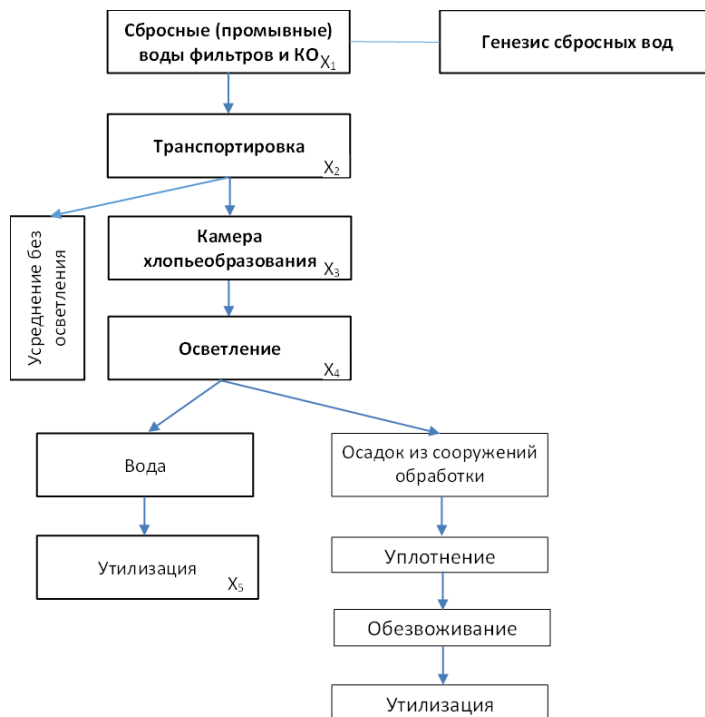 Сбросные (промывные)
воды фильтров и КО X₁
Генезис сбросных вод
Транспортировка
X₂
Усреднение без
осветления
Камера
хлопьеобразования
X₃
Осветление
X₄
Вода
Осадок из сооружений
обработки
Утилизация
X₅
Уплотнение
Обезвоживание
Утилизация